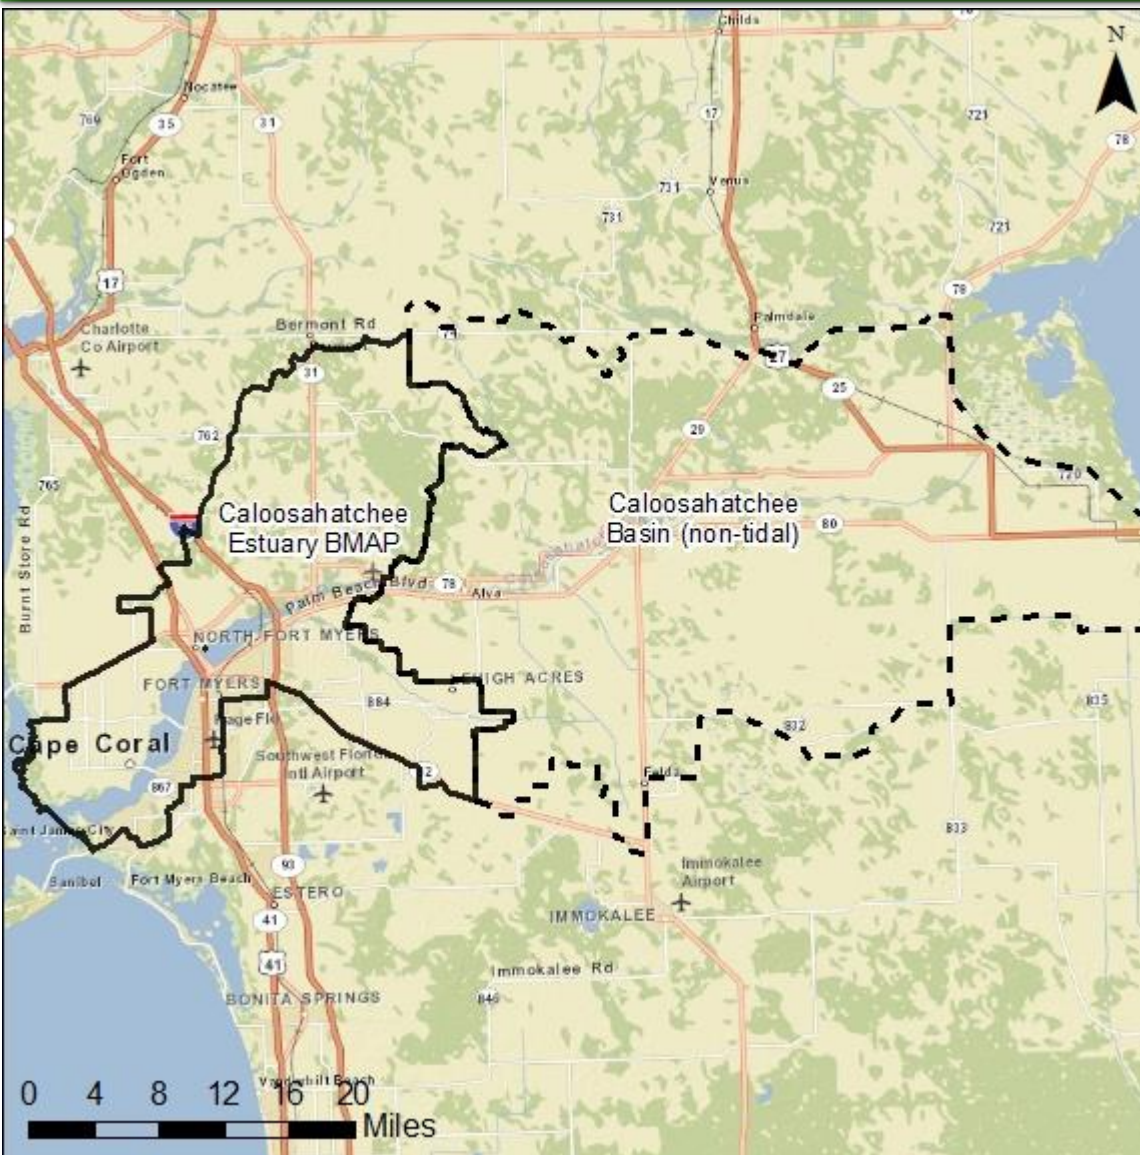 Childs
N
Nocatee
769
35
31
17
721
78
Fort
Ogden
731
Venus
731
721
17
78
Charlotte
Co Airport
Bermont Rd
Palmdale
74
27
31
25
762
29
765
720
Caloosahatchee
Estuary BMAP
Caloosahatchee
Basin (non-tidal)
80
Burnt Store Rd
Palm Beach Blvd
78
Alva
NORTH FORT MYERS
FORT MYERS
LEHIGH ACRES
884
835
Page Fld
832
Cape Coral
Southwest Florida
Intl Airport
867
Felda
Saint James City
833
Sanibel
Fort Myers Beach
93
Immokalee
Airport
ESTERO
41
IMMOKALEE
41
Immokalee Rd
BONITA SPRINGS
846
Vanderbilt Beach
0 4 8 12 16 20
Miles